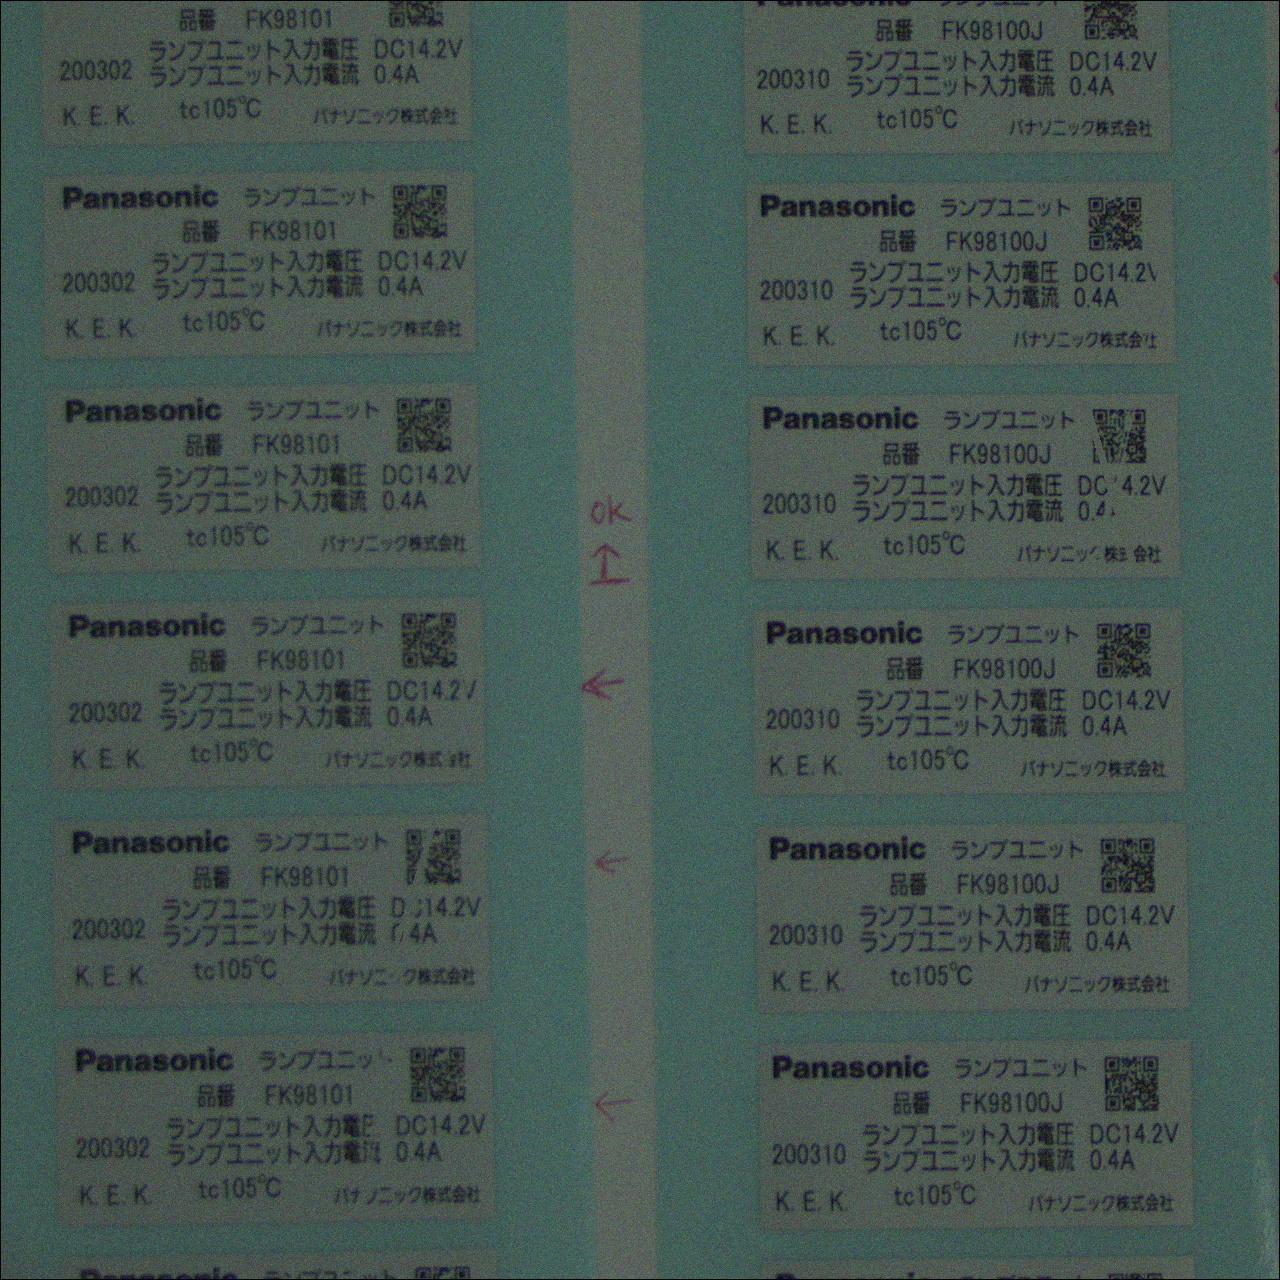 品番 FK98101
ランプユニット入力電圧 DC14.2V
200302 ランプユニット入力電流 0.4A
K. E. K. tc105℃ パナソニック株式会社
Panasonic ランプユニット
品番 FK98101
ランプユニット入力電圧 DC14.2V
200302 ランプユニット入力電流 0.4A
K. E. K. tc105℃ パナソニック株式会社
Panasonic ランプユニット
品番 FK98101
ランプユニット入力電圧 DC14.2V
200302 ランプユニット入力電流 0.4A
K. E. K. tc105℃ パナソニック株式会社
Panasonic ランプユニット
品番 FK98101
ランプユニット入力電圧 DC14.2V
200302 ランプユニット入力電流 0.4A
K. E. K. tc105℃ パナソニック株式 社
Panasonic ランプユニット
品番 FK98101
ランプユニット入力電圧 D 14.2V
200302 ランプユニット入力電流 4A
K. E. K. tc105℃ パナソニック株式会社
Panasonic ランプユニッ
品番 FK98101
ランプユニット入力電 DC14.2V
200302 ランプユニット入力電流 0.4A
K. E. K. tc105℃ パナソニック株式会社
Panasonic ランプユニット
OK
Panasonic ランプユニット
品番 FK98100J
ランプユニット入力電圧 DC14.2V
200310 ランプユニット入力電流 0.4A
K. E. K. tc105℃ パナソニック株式会社
Panasonic ランプユニット
品番 FK98100J
ランプユニット入力電圧 DC14.2V
200310 ランプユニット入力電流 0.4A
K. E. K. tc105℃ パナソニック株式会社
Panasonic ランプユニット
品番 FK98100J
ランプユニット入力電圧 DC 4.2V
200310 ランプユニット入力電流 0.4
K. E. K. tc105℃ パナソニック株 会社
Panasonic ランプユニット
品番 FK98100J
ランプユニット入力電圧 DC14.2V
200310 ランプユニット入力電流 0.4A
K. E. K. tc105℃ パナソニック株式会社
Panasonic ランプユニット
品番 FK98100J
ランプユニット入力電圧 DC14.2V
200310 ランプユニット入力電流 0.4A
K. E. K. tc105℃ パナソニック株式会社
Panasonic ランプユニット
品番 FK98100J
ランプユニット入力電圧 DC14.2V
200310 ランプユニット入力電流 0.4A
K. E. K. tc105℃ パナソニック株式会社
Panasonic ランプユニット